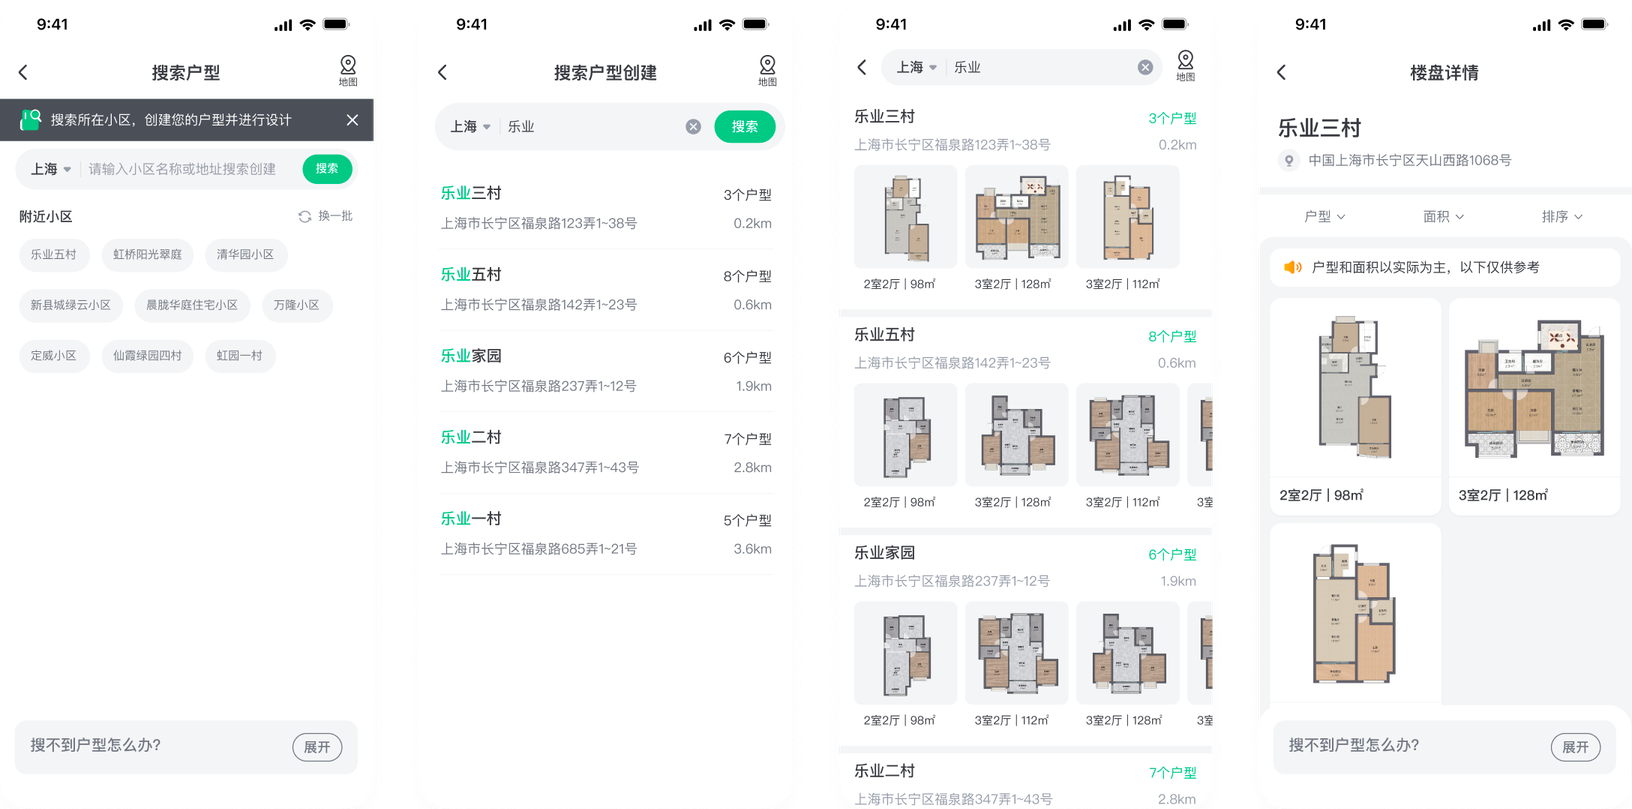 9:41
搜索户型
地图
搜索所在小区，创建您的户型并进行设计
上海
请输入小区名称或地址搜索创建
搜索
附近小区
换一批
乐业五村
虹桥阳光翠庭
清华园小区
新县城绿云小区
晨胧华庭住宅小区
万隆小区
定威小区
仙霞绿园四村
虹园一村
搜不到户型怎么办?
展开
9:41
搜索户型创建
地图
上海
乐业
搜索
乐业三村
3个户型
上海市长宁区福泉路123弄1~38号
0.2km
乐业五村
8个户型
上海市长宁区福泉路142弄1~23号
0.6km
乐业家园
6个户型
上海市长宁区福泉路237弄1~12号
1.9km
乐业二村
7个户型
上海市长宁区福泉路347弄1~43号
2.8km
乐业一村
5个户型
上海市长宁区福泉路685弄1~21号
3.6km
9:41
上海
乐业
地图
乐业三村
3个户型
上海市长宁区福泉路123弄1~38号
0.2km
2室2厅 | 98㎡
3室2厅 | 128㎡
3室2厅 | 112㎡
乐业五村
8个户型
上海市长宁区福泉路142弄1~23号
0.6km
2室2厅 | 98㎡
3室2厅 | 128㎡
3室2厅 | 112㎡
3室
乐业家园
6个户型
上海市长宁区福泉路237弄1~12号
1.9km
2室2厅 | 98㎡
3室2厅 | 112㎡
3室2厅 | 128㎡
3室
乐业二村
7个户型
上海市长宁区福泉路347弄1~43号
2.8km
9:41
楼盘详情
乐业三村
中国上海市长宁区天山西路1068号
户型
面积
排序
户型和面积以实际为主，以下仅供参考
2室2厅 | 98㎡
3室2厅 | 128㎡
搜不到户型怎么办?
展开